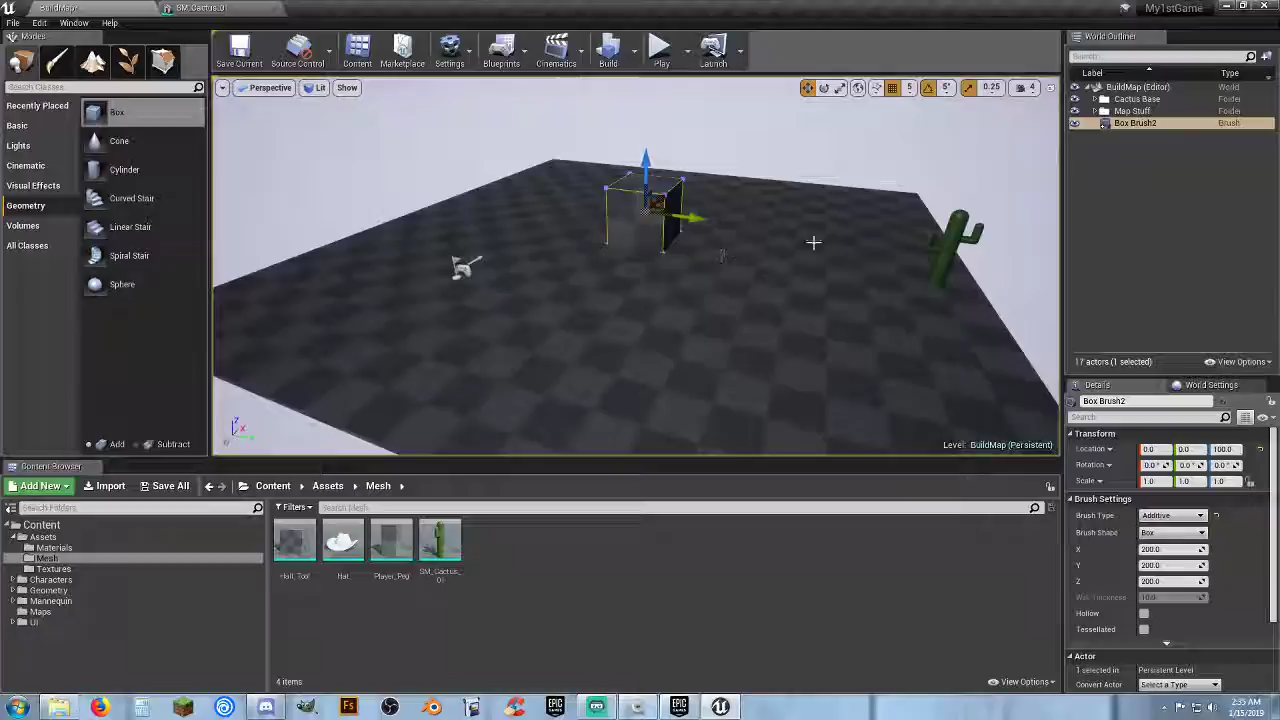 BuildMap*
SM_Cactus_0
My1stGame
File Edit Window Help
Modes
Search Classes
Recently Placed
Basic
Lights
Cinematic
Visual Effects
Geometry
Volumes
All Classes
Box
Cone
Cylinder
Curved Stair
Linear Stair
Spiral Stair
Sphere
Add Subtract
Save Current Source Control Content Marketplace Settings Blueprints Cinematics Build Play Launch
Perspective Lit Show
5 5° 0.25 4
Level: BuildMap (Persistent)
World Outliner
Search
Label Type
BuildMap (Editor) World
Cactus Base Folder
Map Stuff Folder
Box Brush2 Brush
17 actors (1 selected) View Options
Details World Settings
Box Brush2
Search
Transform
Location 0.0 0.0 100.0
Rotation 0.0° 0.0° 0.0°
Scale 1.0 1.0 1.0
Brush Settings
Brush Type Additive
Brush Shape Box
X 200.0
Y 200.0
Z 200.0
Wall Thickness 10.0
Hollow
Tessellated
Actor
1 selected in Persistent Level
Convert Actor Select a Type
Content Browser
Add New Import Save All Content Assets Mesh
Search Folders
Filters Search Mesh
Content
Assets
Materials
Mesh
Textures
Characters
Geometry
Mannequin
Maps
UI
Hat
Player_Peg
SM_Cactus_
01
4 items View Options
2:35 AM
1/15/2019